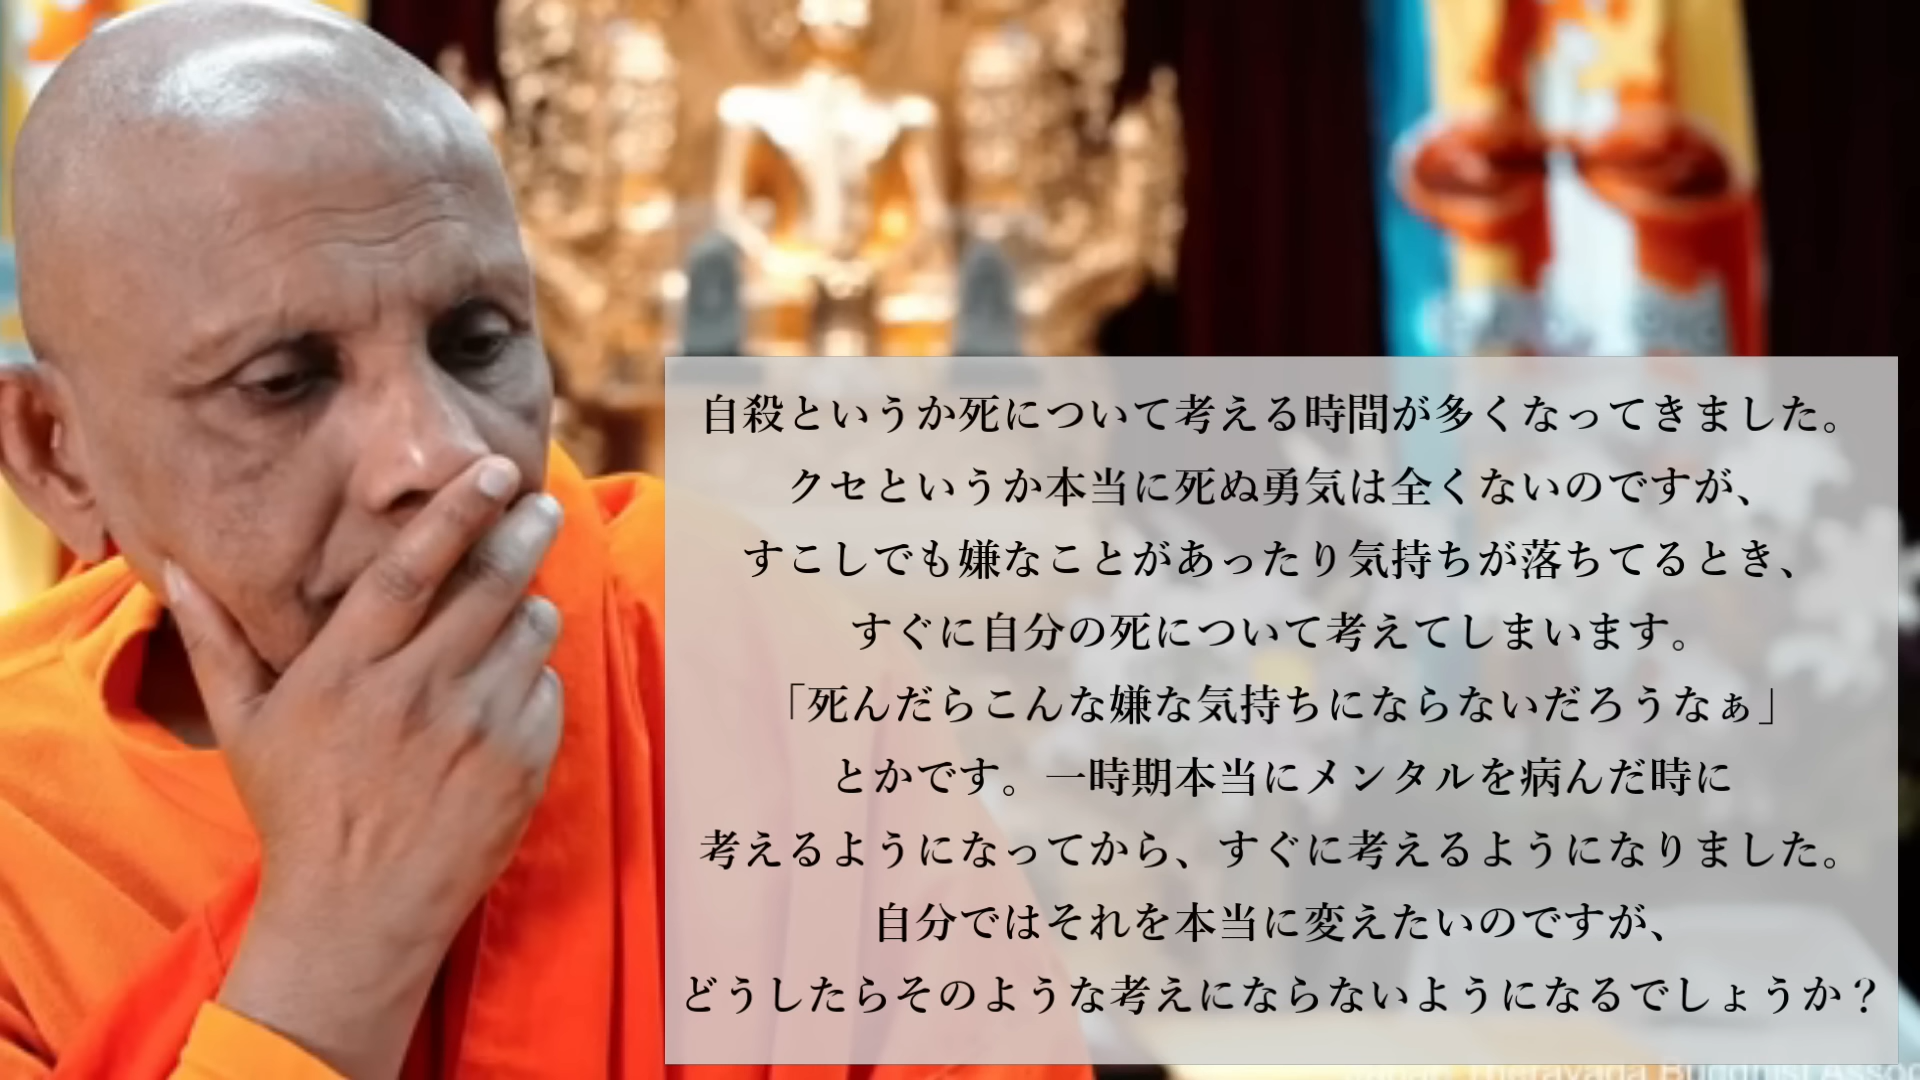 自殺というか死について考える時間が多くなってきました。
クセというか本当に死ぬ勇気は全くないのですが、
すこしでも嫌なことがあったり気持ちが落ちてるとき、
すぐに自分の死について考えてしまいます。
「死んだらこんな嫌な気持ちにならないだろうなぁ」
とかです。一時期本当にメンタルを病んだ時に
考えるようになってから、すぐに考えるようになりました。
自分ではそれを本当に変えたいのですが、
どうしたらそのような考えにならないようになるでしょうか？
Theravada Buddhist Assoc